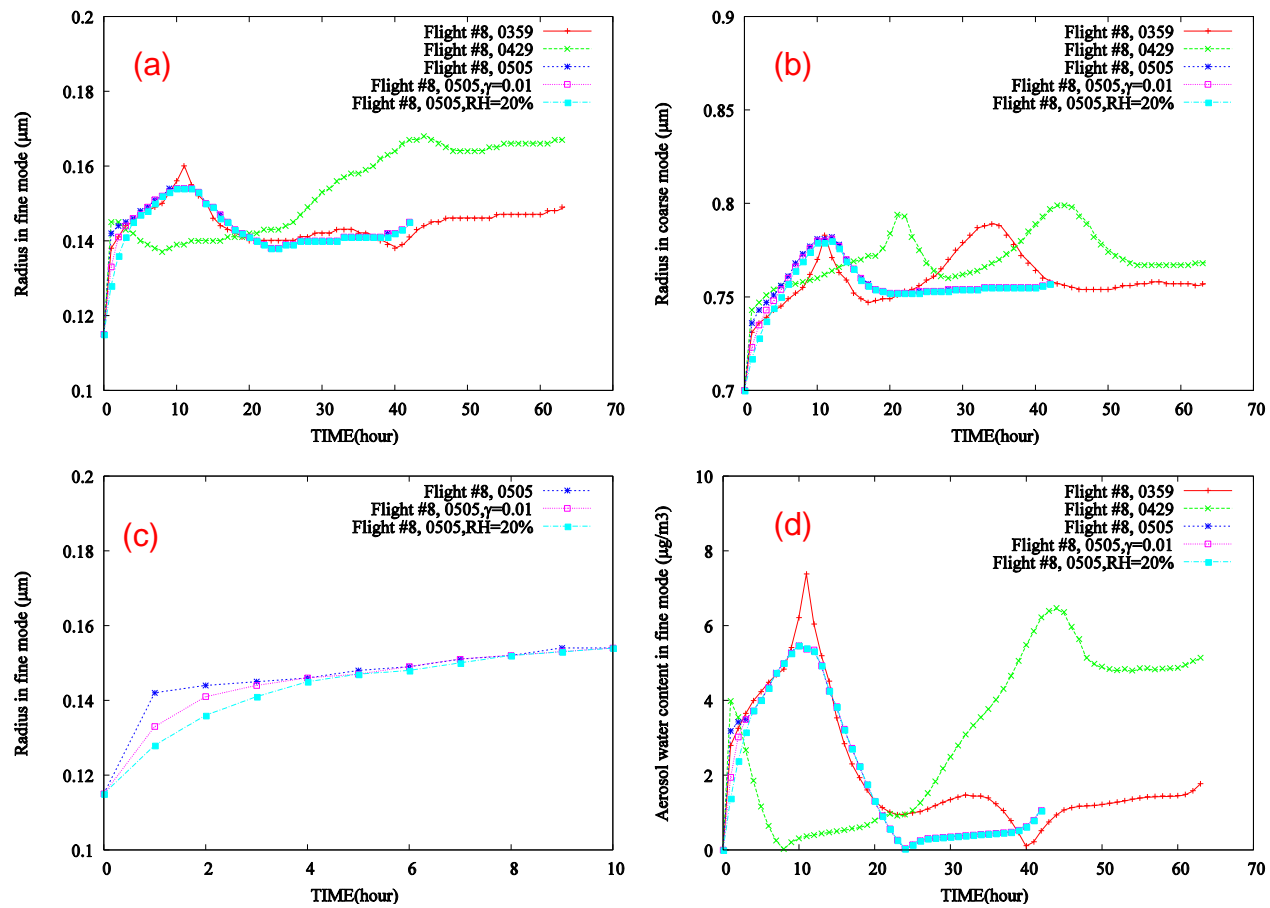 (a)
Flight #8, 0359
Flight #8, 0429
Flight #8, 0505
Flight #8, 0505,γ=0.01
Flight #8, 0505,RH=20%
Radius in fine mode (μm)
0.2
0.18
0.16
0.14
0.12
0.1
0 10 20 30 40 50 60 70
TIME(hour)
(b)
Flight #8, 0359
Flight #8, 0429
Flight #8, 0505
Flight #8, 0505,γ=0.01
Flight #8, 0505,RH=20%
Radius in coarse mode (μm)
0.9
0.85
0.8
0.75
0.7
0 10 20 30 40 50 60 70
TIME(hour)
(c)
Flight #8, 0505
Flight #8, 0505,γ=0.01
Flight #8, 0505,RH=20%
Radius in fine mode (μm)
0.2
0.18
0.16
0.14
0.12
0.1
0 2 4 6 8 10
TIME(hour)
(d)
Flight #8, 0359
Flight #8, 0429
Flight #8, 0505
Flight #8, 0505,γ=0.01
Flight #8, 0505,RH=20%
Aerosol water content in fine mode (μg/m3)
10
8
6
4
2
0
0 10 20 30 40 50 60 70
TIME(hour)